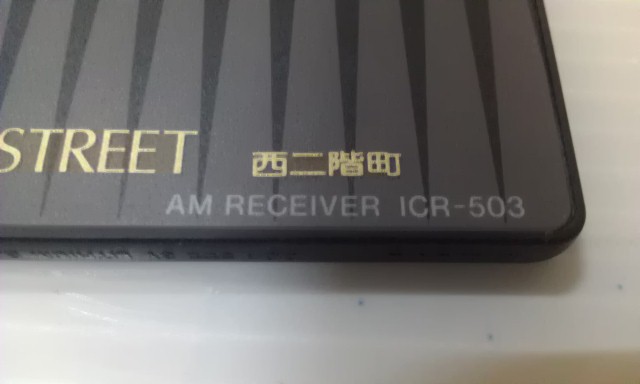 STREET 西二階町
AM RECEIVER ICR-503